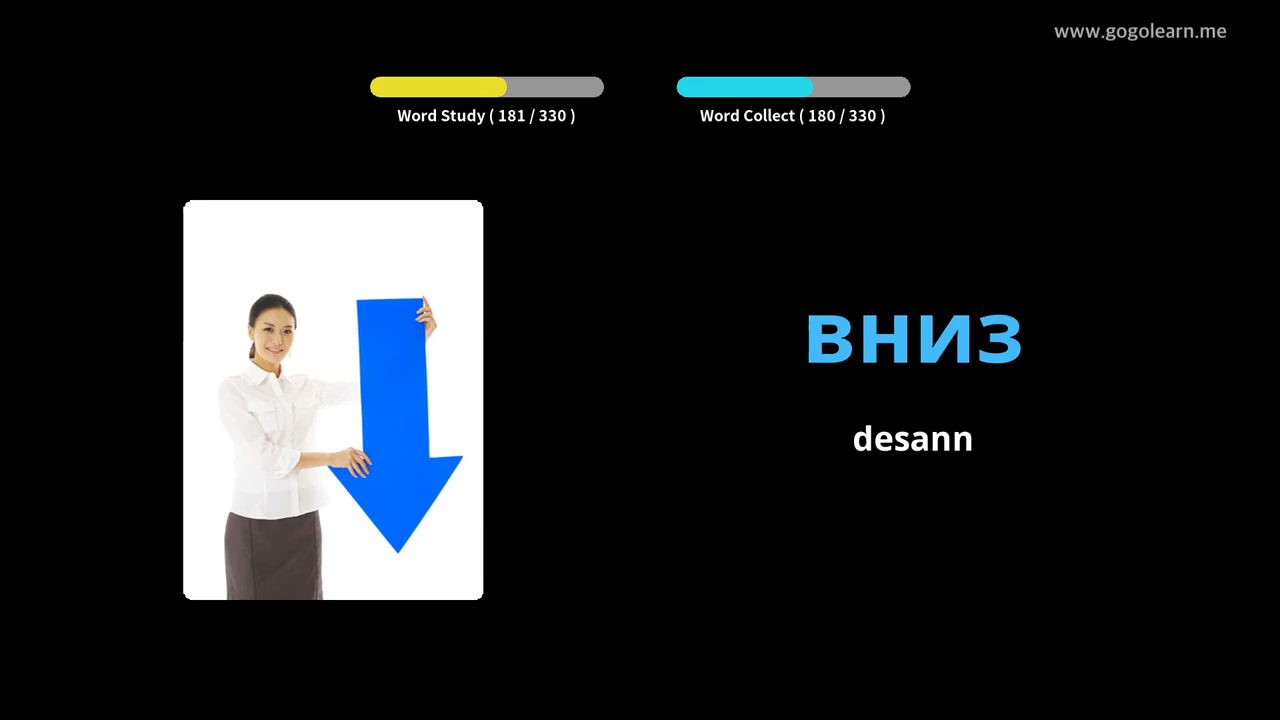 www.gogolearn.me
Word Study ( 181 / 330 )
Word Collect ( 180 / 330 )
вниз
desann